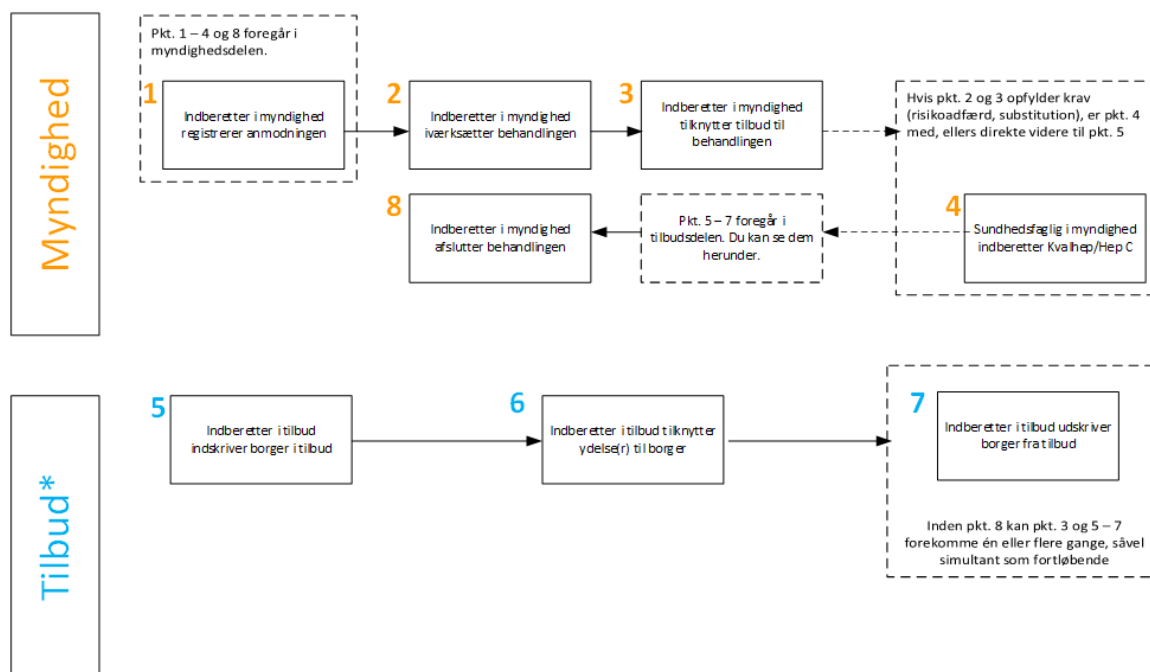 Myndighed
Pkt. 1 – 4 og 8 foregår i
myndighedsdelen.
1
Indberetter i myndighed
registrerer anmodningen
2
Indberetter i myndighed
iværksætter behandlingen
3
Indberetter i myndighed
tilknytter tilbud til
behandlingen
Hvis pkt. 2 og 3 opfylder krav
(risikoadfærd, substitution), er pkt. 4
med, ellers direkte videre til pkt. 5
4
Sundhedsfaglig i myndighed
indberetter Kvalhep/Hep C
Pkt. 5 – 7 foregår i
tilbudsdelen. Du kan se dem
herunder.
8
Indberetter i myndighed
afslutter behandlingen
Tilbud*
5
Indberetter i tilbud
indskriver borger i tilbud
6
Indberetter i tilbud tilknytter
ydelse(r) til borger
7
Indberetter i tilbud udskriver
borger fra tilbud
Inden pkt. 8 kan pkt. 3 og 5 – 7
forekomme én eller flere gange, såvel
simultant som fortløbende